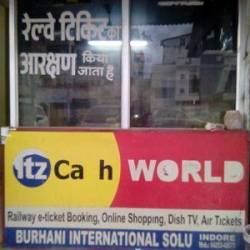 रेल्वे टिकिट का
आरक्षण किया
जाता है
itz Ca h WORLD
Railway e-ticket Booking, Online Shopping, Dish TV, Air Tickets
BURHANI INTERNATIONAL SOLU INDORE